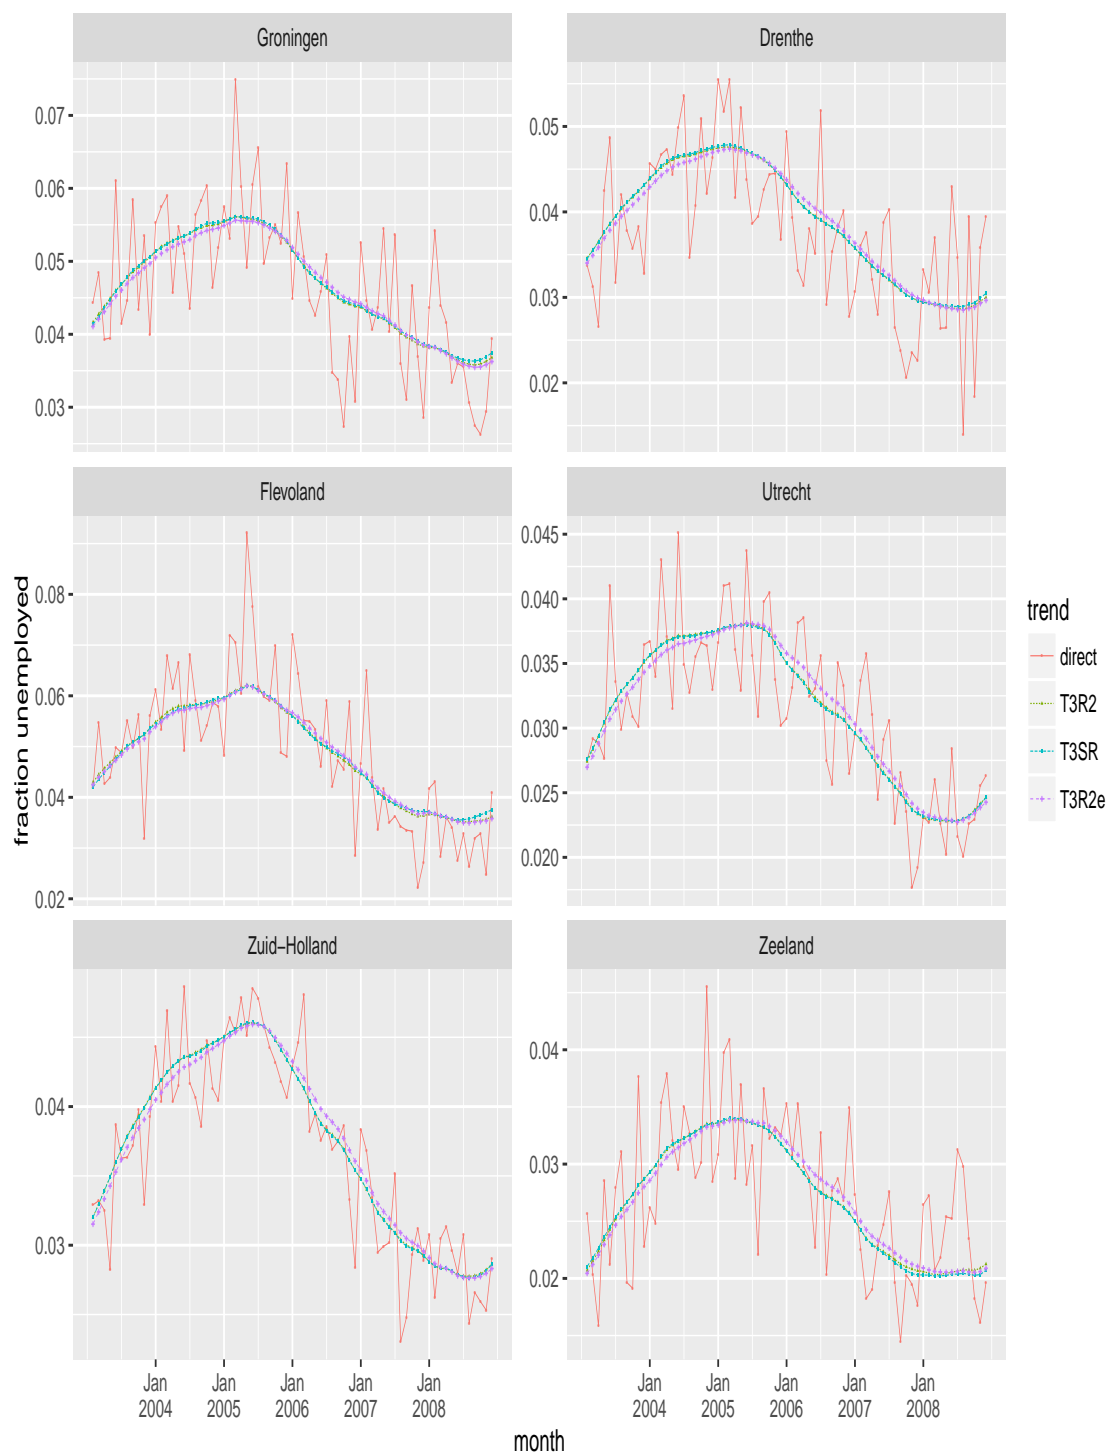 Groningen
Drenthe
0.07
0.06
0.05
0.04
0.03
0.05
0.04
0.03
0.02
Flevoland
Utrecht
0.08
0.06
0.04
0.02
0.045
0.040
0.035
0.030
0.025
0.020
fraction unemployed
trend
direct
T3R2
T3SR
T3R2e
Zuid−Holland
Zeeland
0.04
0.03
0.04
0.03
0.02
Jan
2004
Jan
2005
Jan
2006
Jan
2007
Jan
2008
Jan
2004
Jan
2005
Jan
2006
Jan
2007
Jan
2008
month